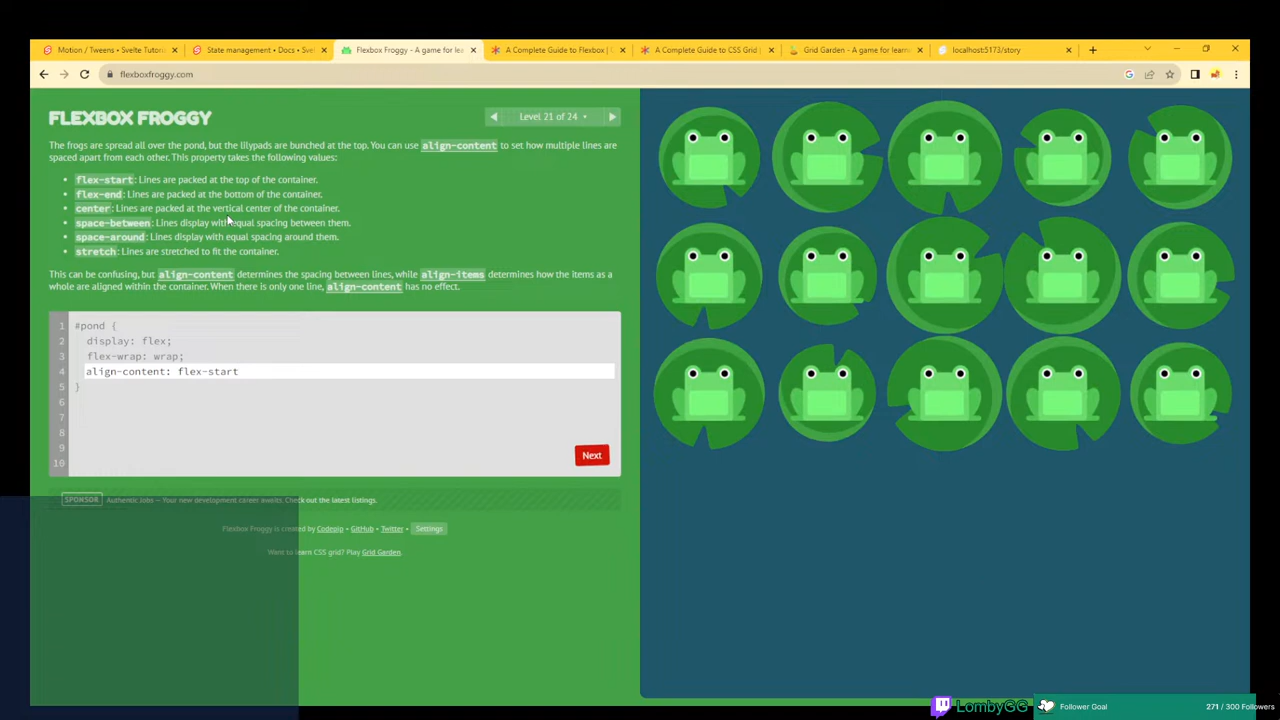 Motion / Tweens • Svelte Tutori
State management • Docs • Sve
Flexbox Froggy - A game for lea
A Complete Guide to Flexbox |
A Complete Guide to CSS Grid |
Grid Garden - A game for learn
localhost:5173/story
flexboxfroggy.com
FLEXBOX FROGGY
Level 21 of 24
The frogs are spread all over the pond, but the lilypads are bunched at the top. You can use align-content to set how multiple lines are
spaced apart from each other. This property takes the following values:
• flex-start: Lines are packed at the top of the container.
• flex-end: Lines are packed at the bottom of the container.
• center: Lines are packed at the vertical center of the container.
• space-between: Lines display with equal spacing between them.
• space-around: Lines display with equal spacing around them.
• stretch: Lines are stretched to fit the container.
This can be confusing, but align-content determines the spacing between lines, while align-items determines how the items as a
whole are aligned within the container. When there is only one line, align-content has no effect.
1 #pond {
2 display: flex;
3 flex-wrap: wrap;
4 align-content: flex-start
5 }
6
7
8
9
10
Next
SPONSOR Authentic Jobs — Your new development career awaits. Check out the latest listings.
Flexbox Froggy is created by Codepip • GitHub • Twitter • Settings
Want to learn CSS grid? Play Grid Garden.
LombyGG
Follower Goal
271 / 300 Followers